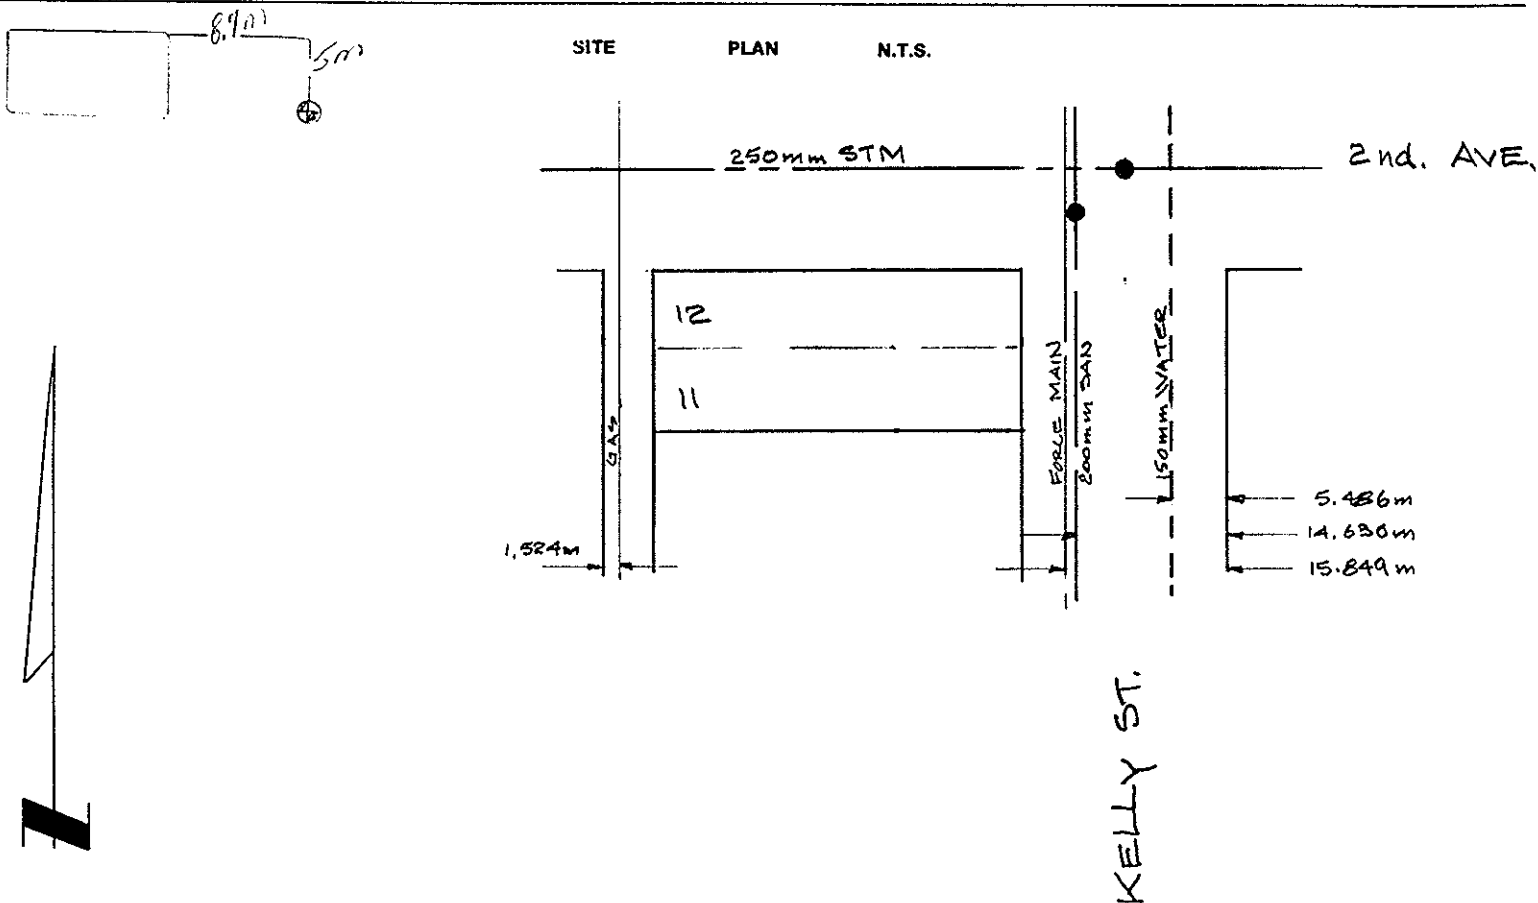 8.9m
5m
SITE PLAN N.T.S.
250mm STM
2nd. AVE.
12
11
GAS
FORCE MAIN
200mm SAN
150mm WATER
5.486m
14.630m
15.849m
1.524m
KELLY ST.
N